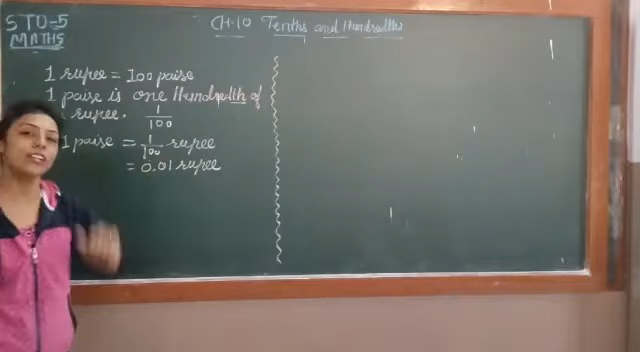 STD-5
MATHS
CH-10 Tenths and Hundredths
1 rupee = 100 paise
1 paise is one Hundredth of
rupee. 1/100
1 paise = 1/100 rupee
= 0.01 rupee